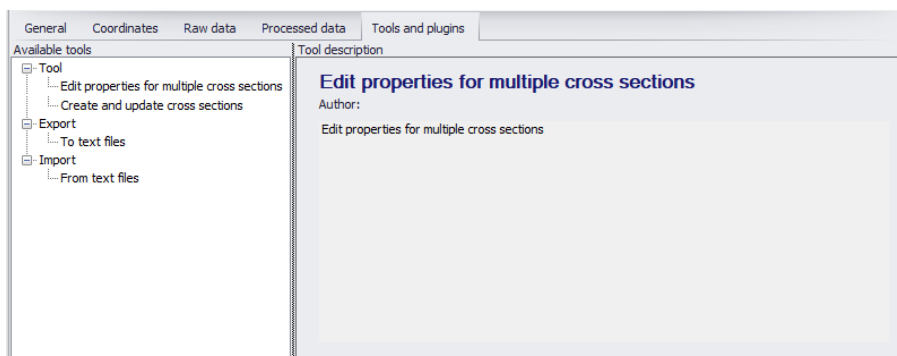 General Coordinates Raw data Processed data Tools and plugins
Available tools
Tool
Edit properties for multiple cross sections
Create and update cross sections
Export
To text files
Import
From text files
Tool description
Edit properties for multiple cross sections
Author:
Edit properties for multiple cross sections